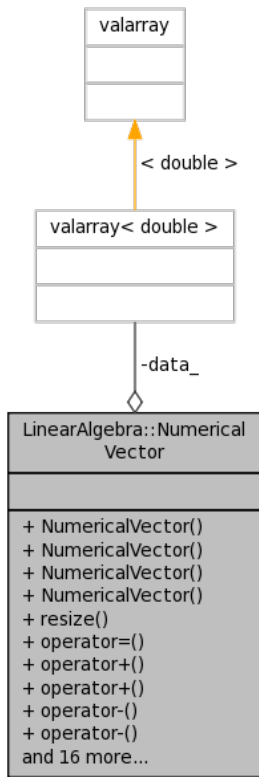 valarray
< double >
valarray< double >
-data_
LinearAlgebra::Numerical
Vector
+ NumericalVector()
+ NumericalVector()
+ NumericalVector()
+ NumericalVector()
+ resize()
+ operator=()
+ operator+()
+ operator+()
+ operator-()
+ operator-()
and 16 more...